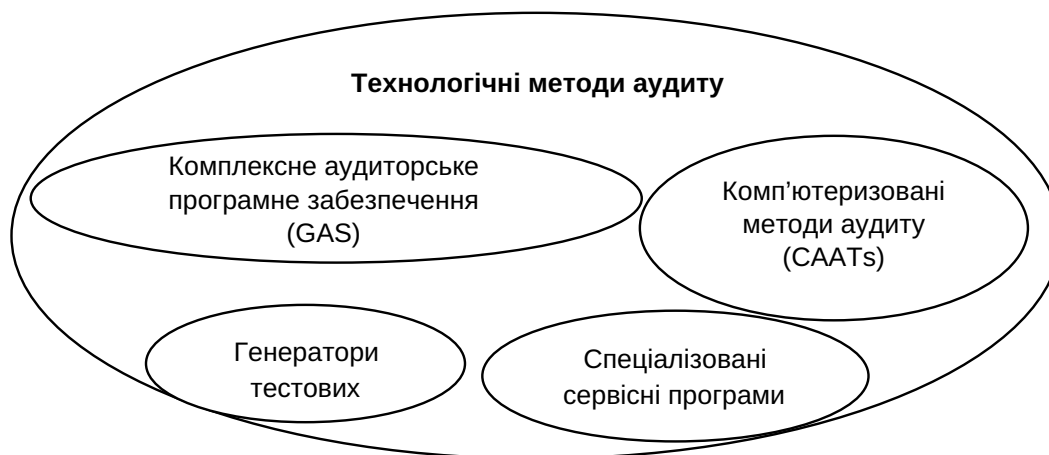 Технологічні методи аудиту
Комплексне аудиторське
програмне забезпечення
(GAS)
Комп’ютеризовані
методи аудиту
(CAATs)
Генератори
тестових
Спеціалізовані
сервісні програми